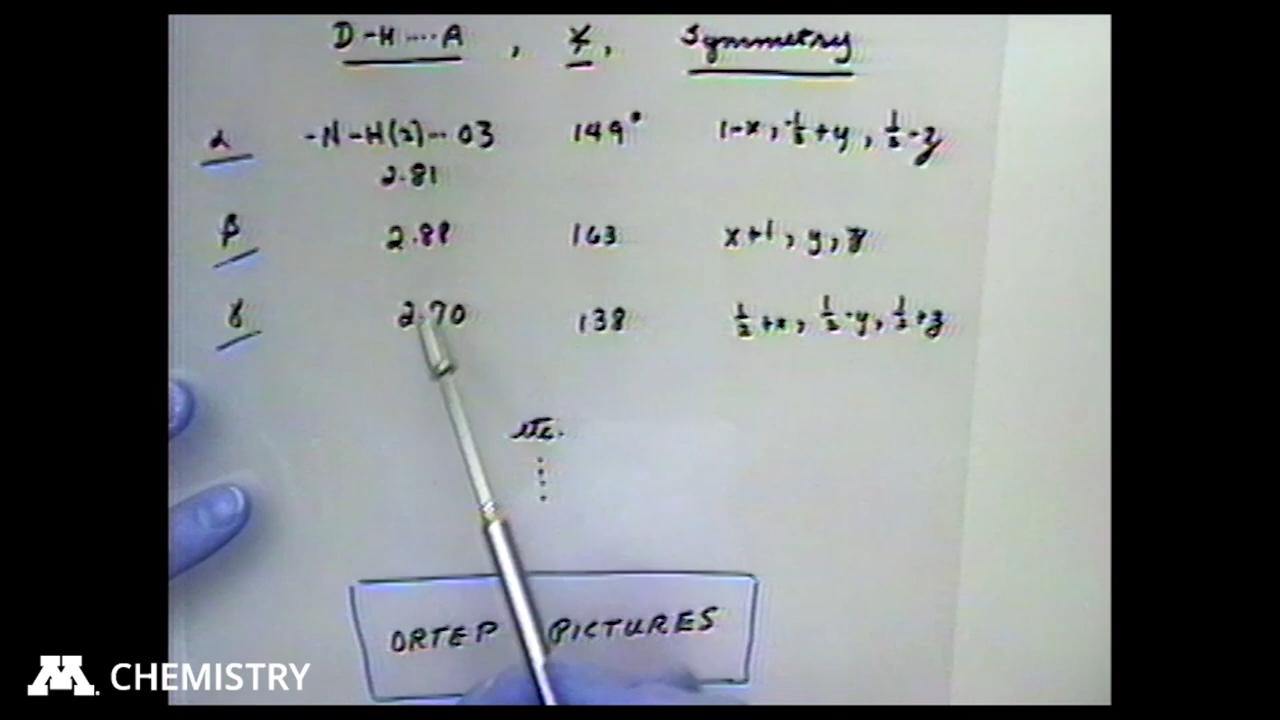 D-H····A , ∡, Symmetry
α -N-H(2)··O3 149° 1-x, -½+y, ½-z
2.81
β 2.88 163 x+1, y, z
γ 2.70 138 ½+x, ½-y, ½+z
etc.
ORTEP PICTURES
M. CHEMISTRY